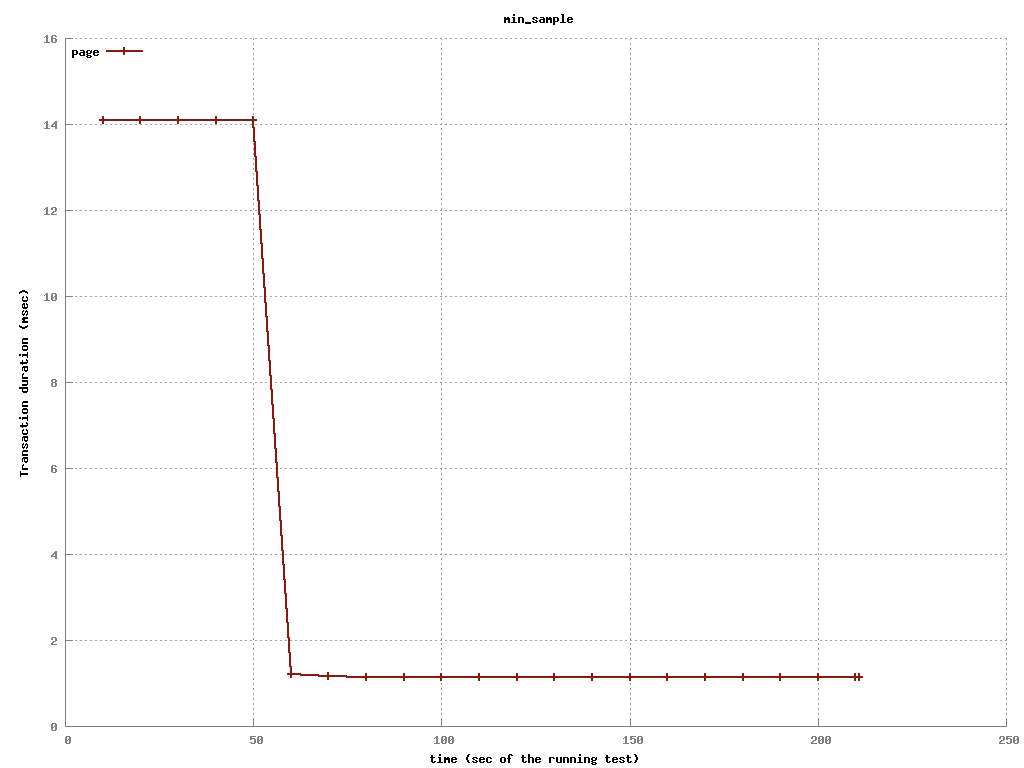 min_sample
16
page
14
12
10
8
6
4
2
0
Transaction duration (msec)
0 50 100 150 200 250
time (sec of the running test)